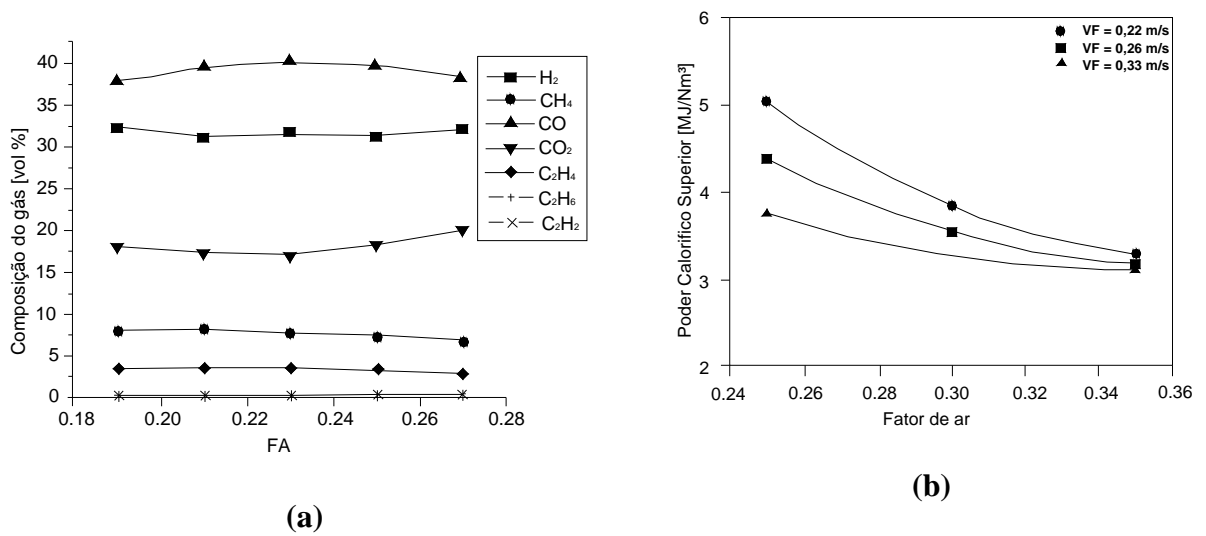 Composição do gás [vol %]
40
35
30
25
20
15
10
5
0
0.18 0.20 0.22 0.24 0.26 0.28
FA
H₂
CH₄
CO
CO₂
C₂H₄
C₂H₆
C₂H₂
(a)
Poder Calorifico Superior [MJ/Nm³]
6
5
4
3
2
0.24 0.26 0.28 0.30 0.32 0.34 0.36
Fator de ar
VF = 0,22 m/s
VF = 0,26 m/s
VF = 0,33 m/s
(b)